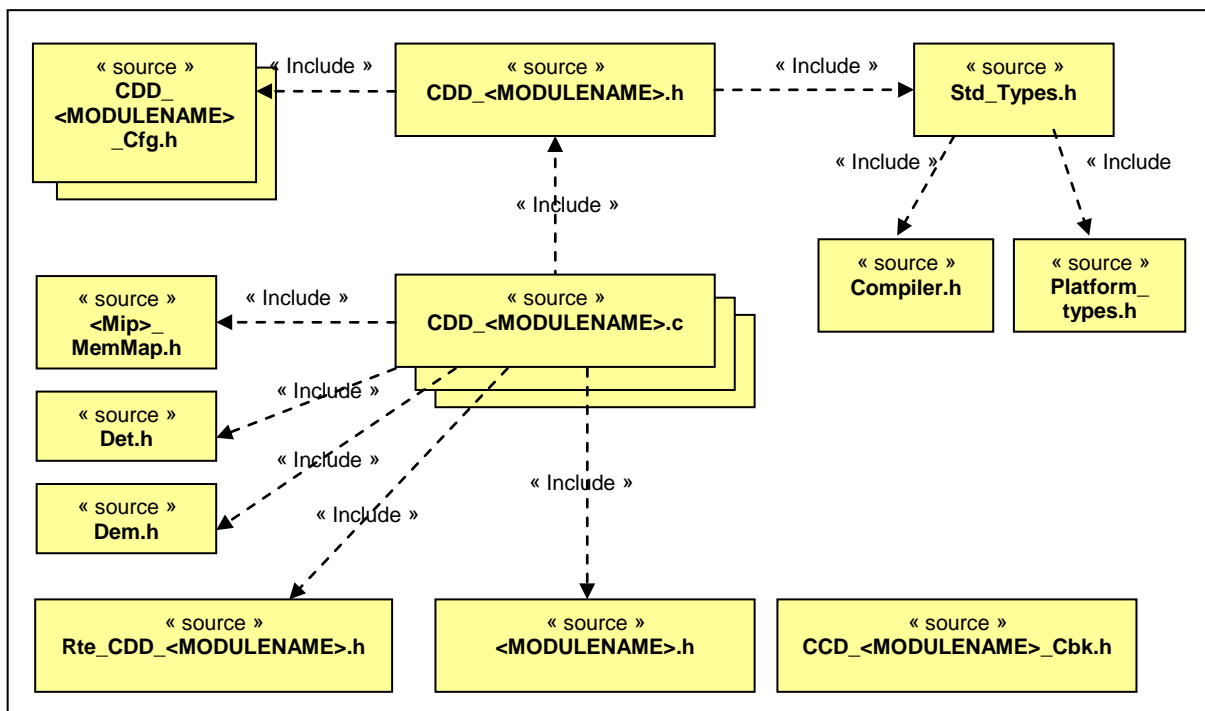 « source »
CDD_
<MODULENAME>
_Cfg.h
« Include »
« source »
CDD_<MODULENAME>.h
« Include »
« source »
Std_Types.h
« Include »
« Include
« Include »
« source »
Compiler.h
« source »
Platform_
types.h
« source »
<Mip>_
MemMap.h
« Include »
« source »
CDD_<MODULENAME>.c
« source »
Det.h
« Include »
« source »
Dem.h
« Include »
« Include »
« Include »
« source »
Rte_CDD_<MODULENAME>.h
« source »
<MODULENAME>.h
« source »
CCD_<MODULENAME>_Cbk.h